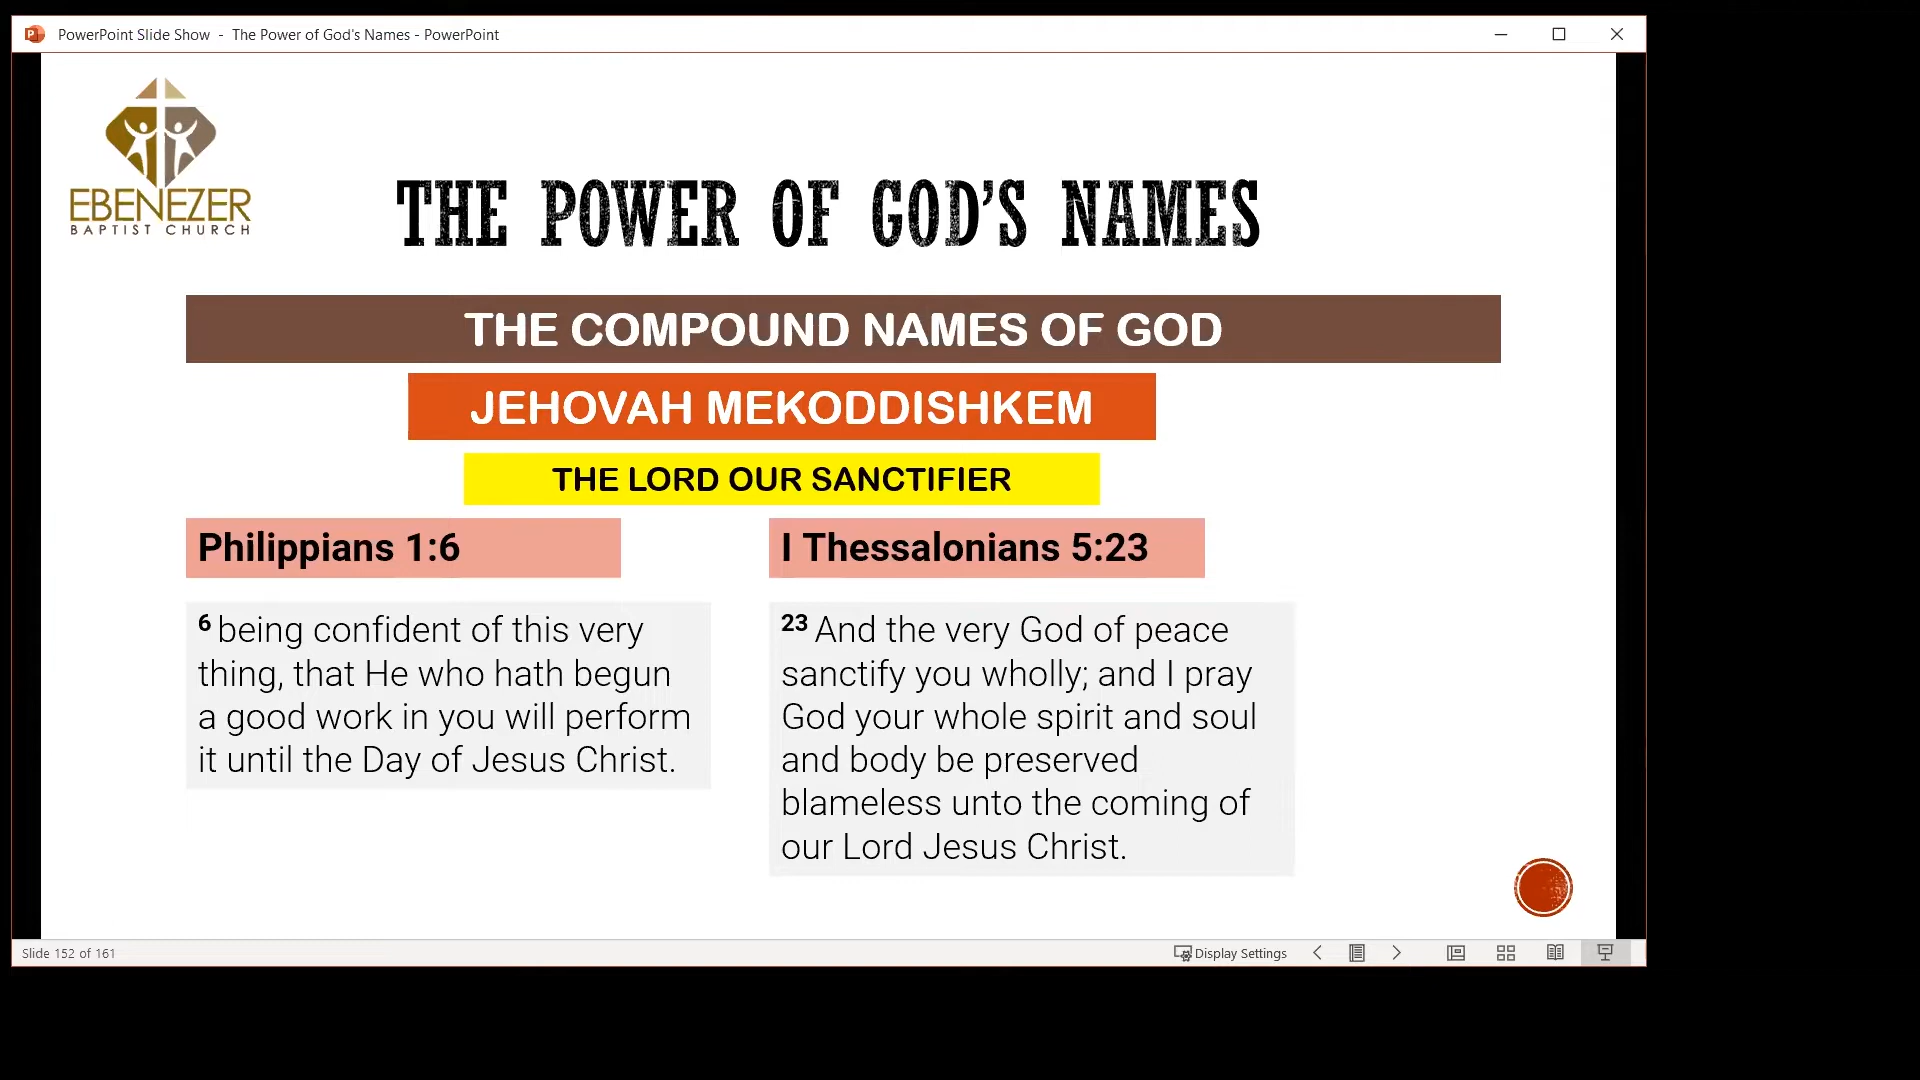 PowerPoint Slide Show - The Power of God's Names - PowerPoint
EBENEZER
BAPTIST CHURCH
THE POWER OF GOD'S NAMES
THE COMPOUND NAMES OF GOD
JEHOVAH MEKODDISHKEM
THE LORD OUR SANCTIFIER
Philippians 1:6
6 being confident of this very
thing, that He who hath begun
a good work in you will perform
it until the Day of Jesus Christ.
I Thessalonians 5:23
23 And the very God of peace
sanctify you wholly; and I pray
God your whole spirit and soul
and body be preserved
blameless unto the coming of
our Lord Jesus Christ.
Slide 152 of 161
Display Settings